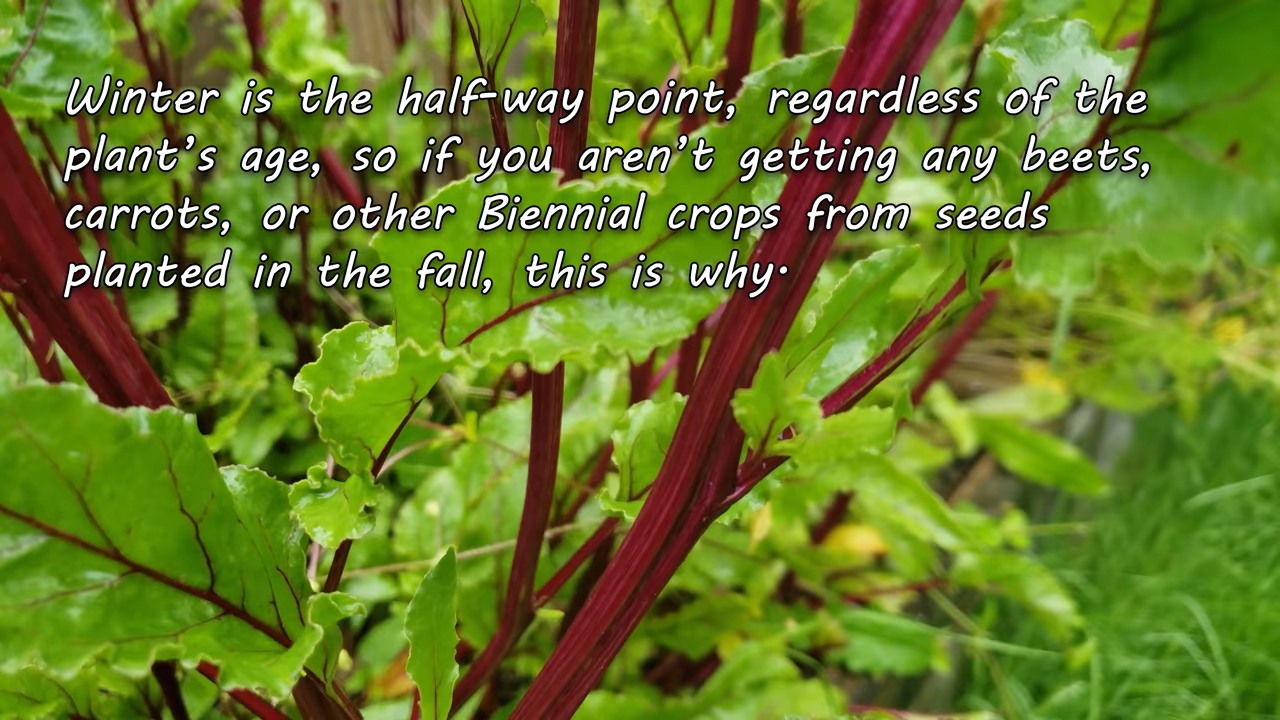 Winter is the half-way point, regardless of the
plant’s age, so if you aren’t getting any beets,
carrots, or other Biennial crops from seeds
planted in the fall, this is why.